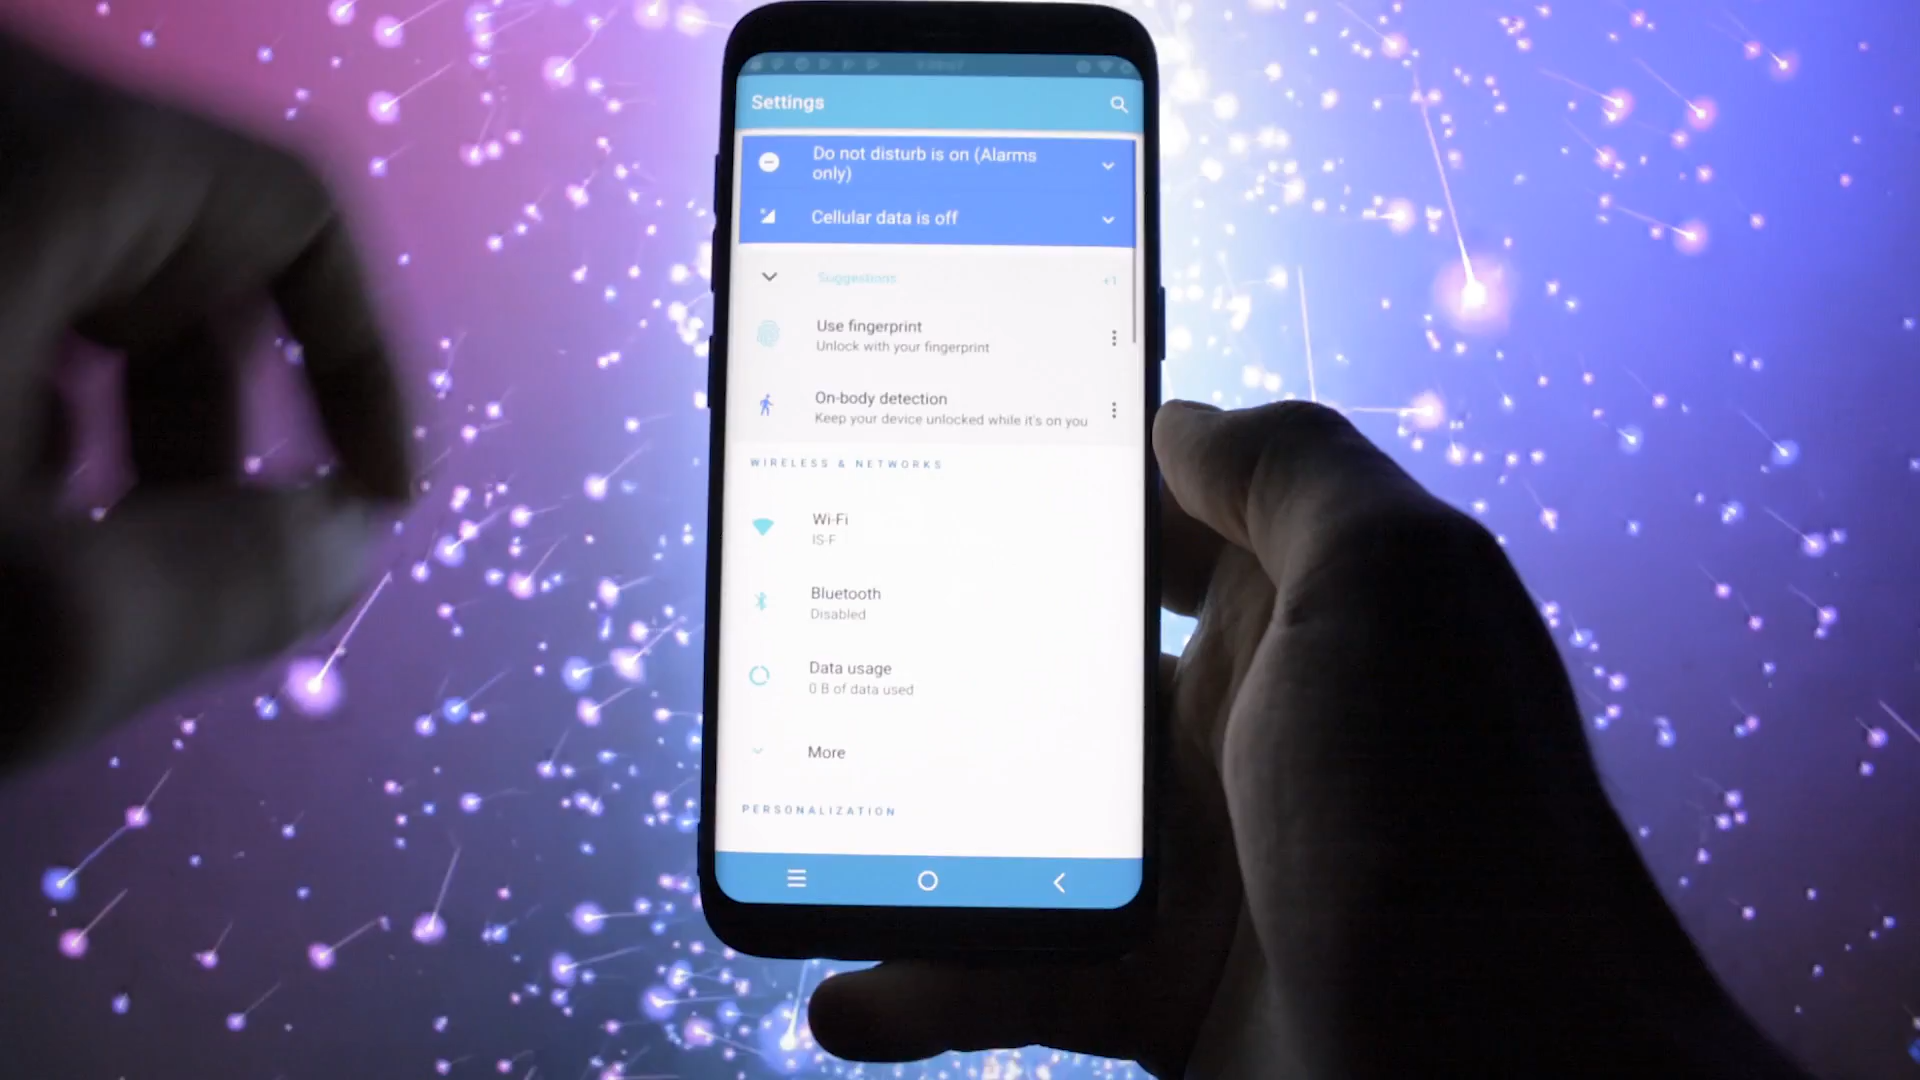 Settings
Do not disturb is on (Alarms
only)
Cellular data is off
Suggestions
+1
Use fingerprint
Unlock with your fingerprint
On-body detection
Keep your device unlocked while it's on you
WIRELESS & NETWORKS
Wi-Fi
IS-F
Bluetooth
Disabled
Data usage
0 B of data used
More
PERSONALIZATION